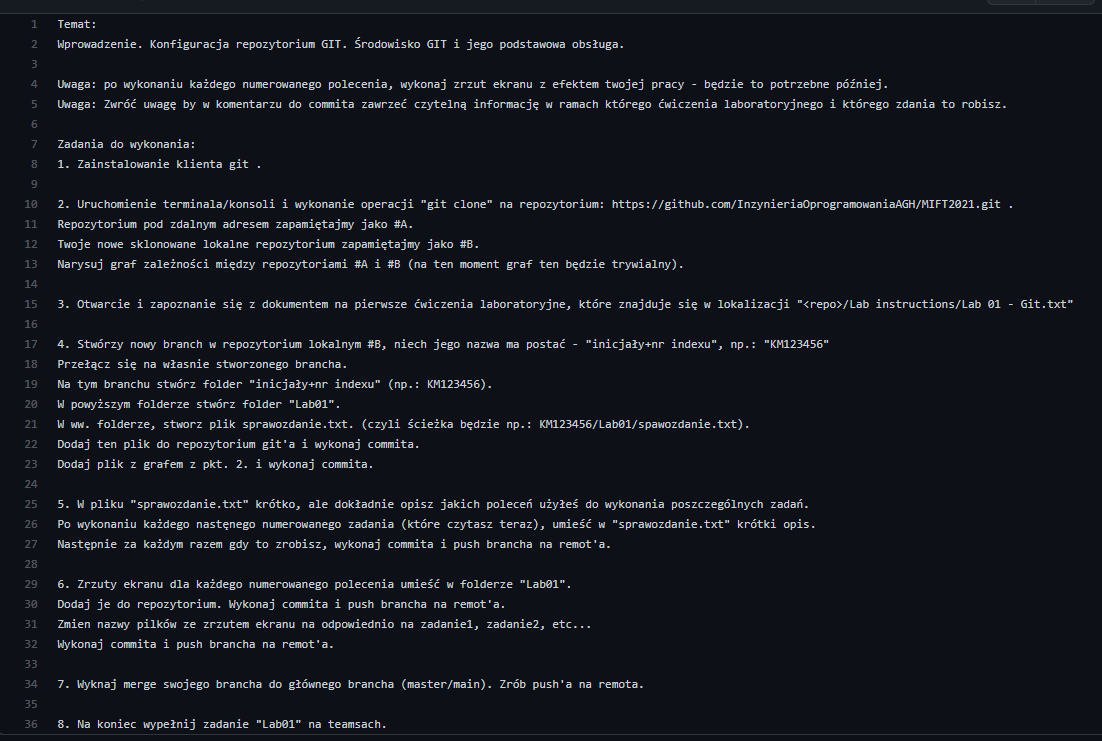 1 Temat:
2 Wprowadzenie. Konfiguracja repozytorium GIT. Środowisko GIT i jego podstawowa obsługa.
3
4 Uwaga: po wykonaniu każdego numerowanego polecenia, wykonaj zrzut ekranu z efektem twojej pracy - będzie to potrzebne później.
5 Uwaga: Zwróć uwagę by w komentarzu do commita zawrzeć czytelną informację w ramach którego ćwiczenia laboratoryjnego i którego zdania to robisz.
6
7 Zadania do wykonania:
8 1. Zainstalowanie klienta git .
9
10 2. Uruchomienie terminala/konsoli i wykonanie operacji "git clone" na repozytorium: https://github.com/InzynieriaOprogramowaniaAGH/MIFT2021.git .
11 Repozytorium pod zdalnym adresem zapamiętajmy jako #A.
12 Twoje nowe sklonowane lokalne repozytorium zapamiętajmy jako #B.
13 Narysuj graf zależności między repozytoriami #A i #B (na ten moment graf ten będzie trywialny).
14
15 3. Otwarcie i zapoznanie się z dokumentem na pierwsze ćwiczenia laboratoryjne, które znajduje się w lokalizacji "<repo>/Lab instructions/Lab 01 - Git.txt"
16
17 4. Stwórzy nowy branch w repozytorium lokalnym #B, niech jego nazwa ma postać - "inicjały+nr indexu", np.: "KM123456"
18 Przełącz się na własnie stworzonego brancha.
19 Na tym branchu stwórz folder "inicjały+nr indexu" (np.: KM123456).
20 W powyższym folderze stwórz folder "Lab01".
21 W ww. folderze, stworz plik sprawozdanie.txt. (czyli ścieżka będzie np.: KM123456/Lab01/spawozdanie.txt).
22 Dodaj ten plik do repozytorium git'a i wykonaj commita.
23 Dodaj plik z grafem z pkt. 2. i wykonaj commita.
24
25 5. W pliku "sprawozdanie.txt" krótko, ale dokładnie opisz jakich poleceń użyłeś do wykonania poszczególnych zadań.
26 Po wykonaniu każdego nastęnego numerowanego zadania (które czytasz teraz), umieść w "sprawozdanie.txt" krótki opis.
27 Następnie za każdym razem gdy to zrobisz, wykonaj commita i push brancha na remot'a.
28
29 6. Zrzuty ekranu dla każdego numerowanego polecenia umieść w folderze "Lab01".
30 Dodaj je do repozytorium. Wykonaj commita i push brancha na remot'a.
31 Zmien nazwy pilków ze zrzutem ekranu na odpowiednio na zadanie1, zadanie2, etc...
32 Wykonaj commita i push brancha na remot'a.
33
34 7. Wyknaj merge swojego brancha do głównego brancha (master/main). Zrób push'a na remota.
35
36 8. Na koniec wypełnij zadanie "Lab01" na teamsach.